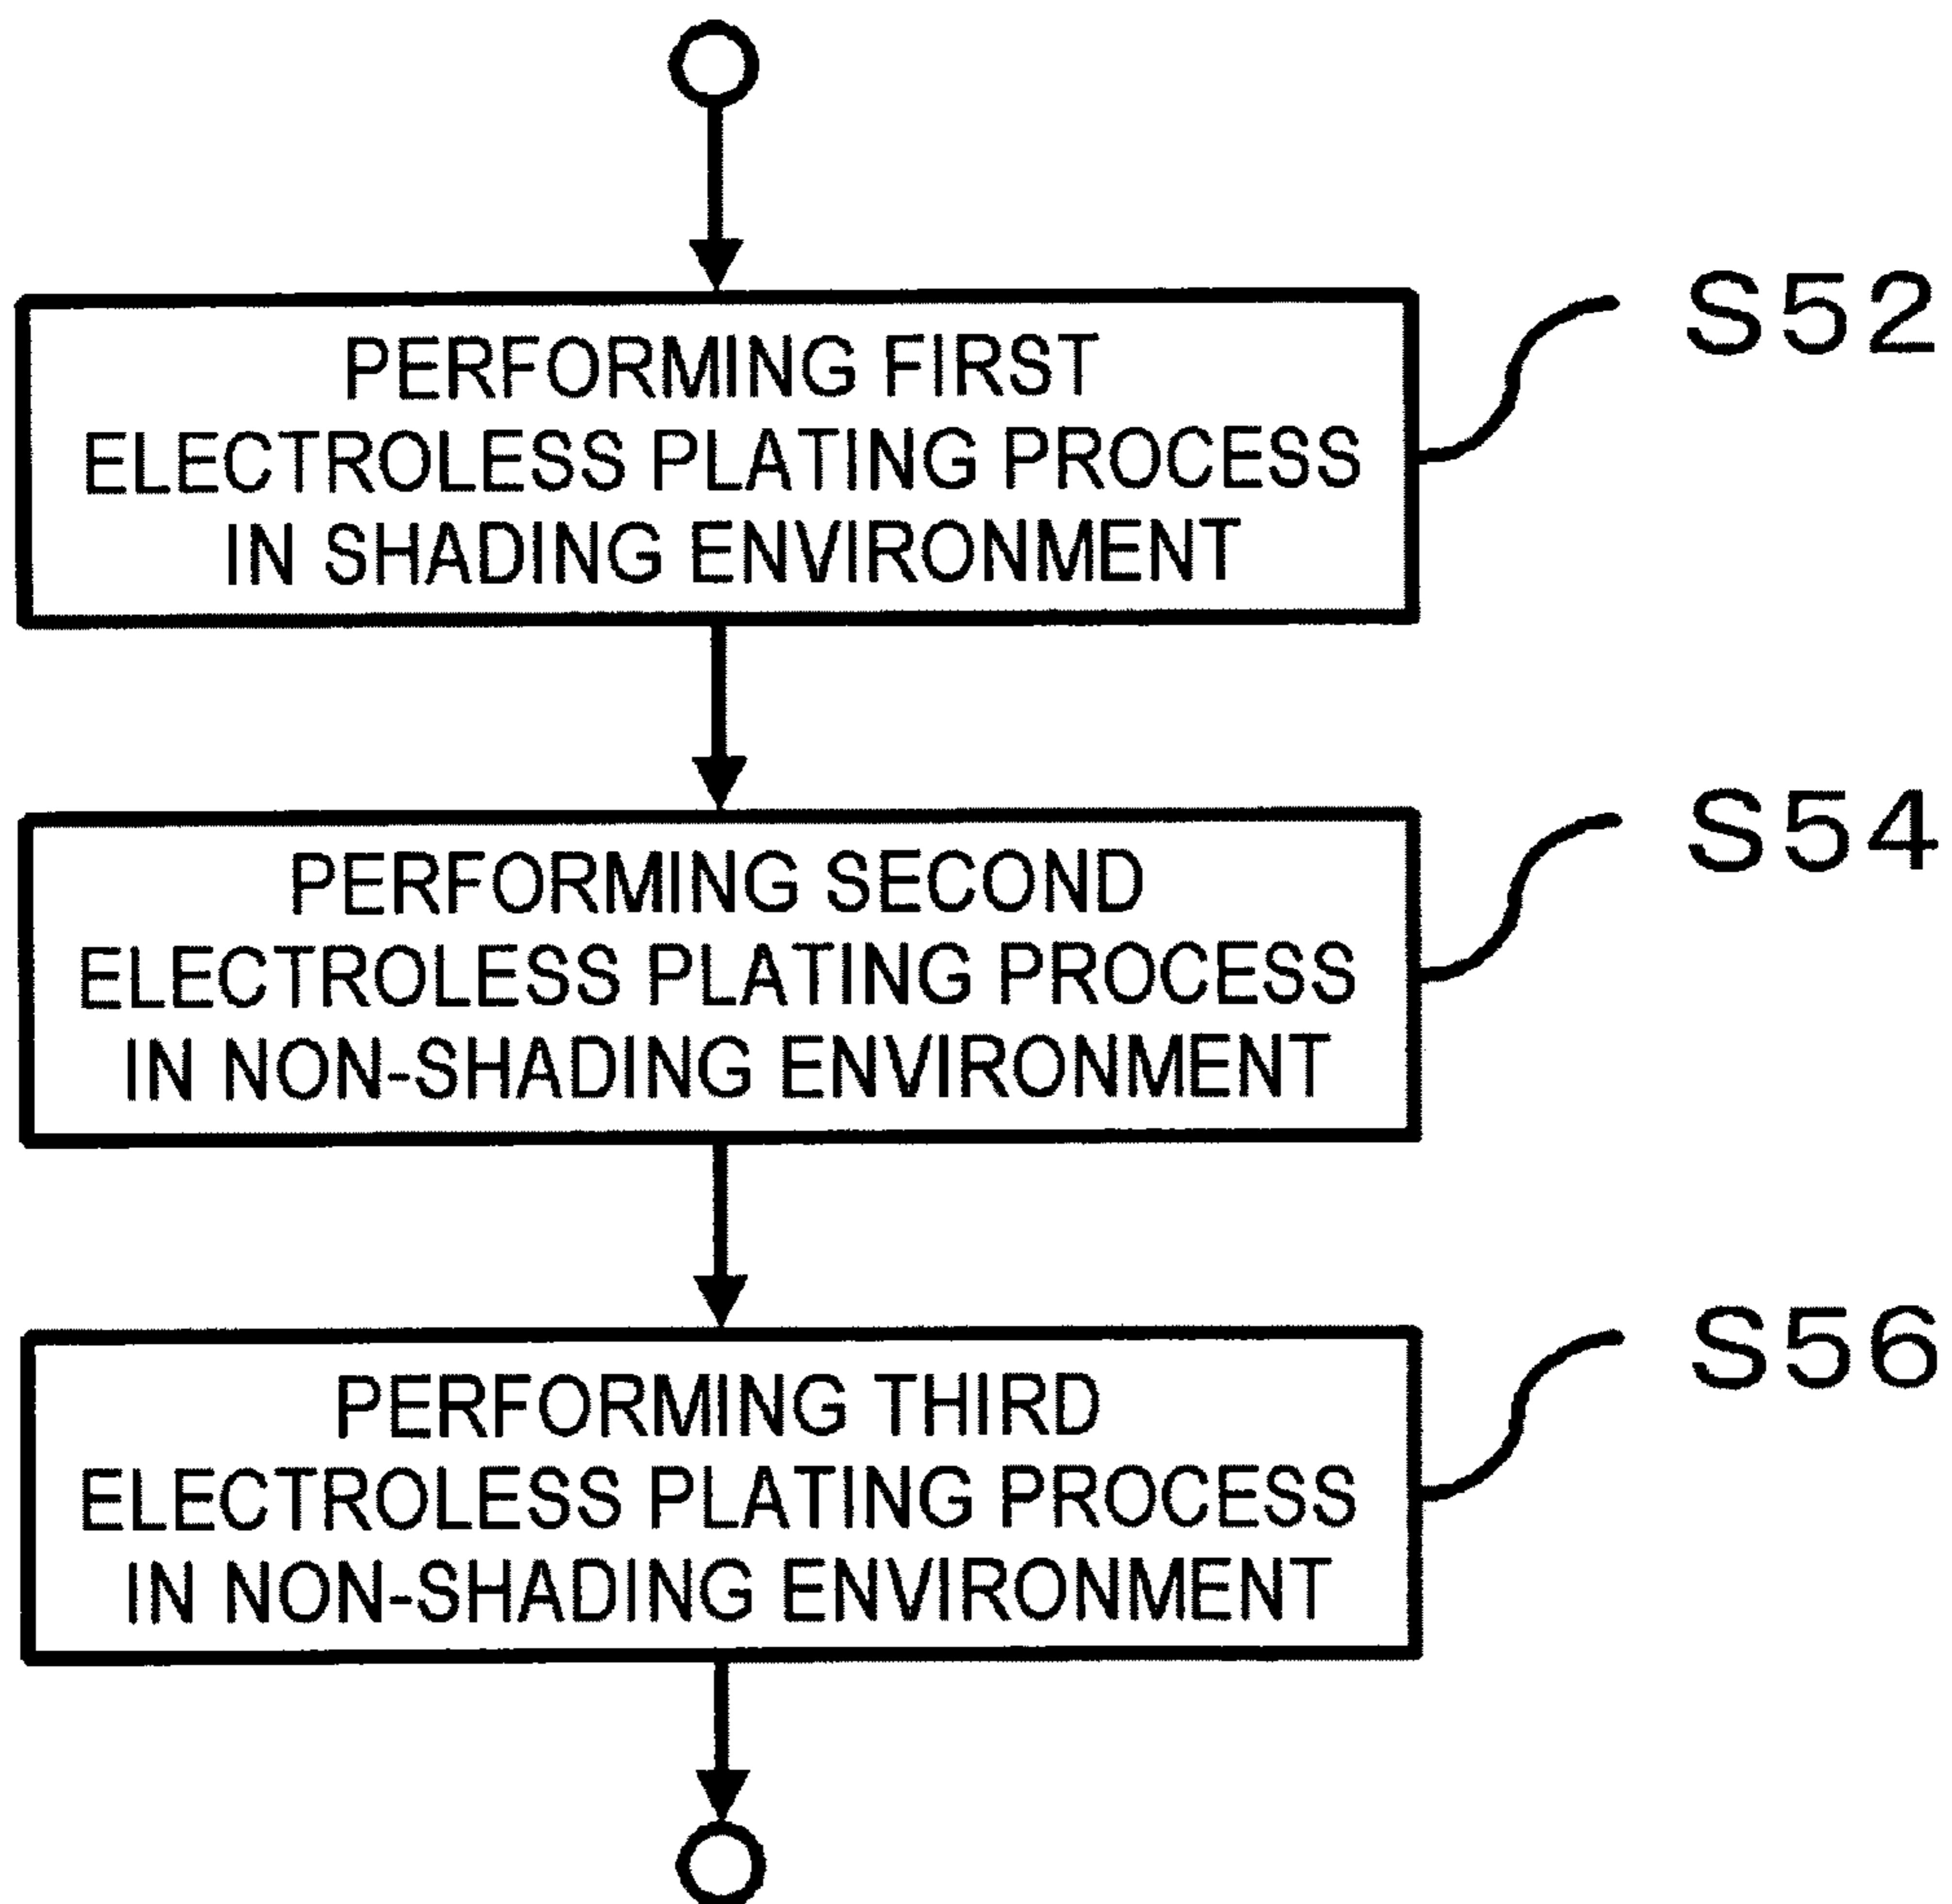 PERFORMING FIRST
ELECTROLESS PLATING PROCESS
IN SHADING ENVIRONMENT
S52
PERFORMING SECOND
ELECTROLESS PLATING PROCESS
IN NON-SHADING ENVIRONMENT
S54
PERFORMING THIRD
ELECTROLESS PLATING PROCESS
IN NON-SHADING ENVIRONMENT
S56